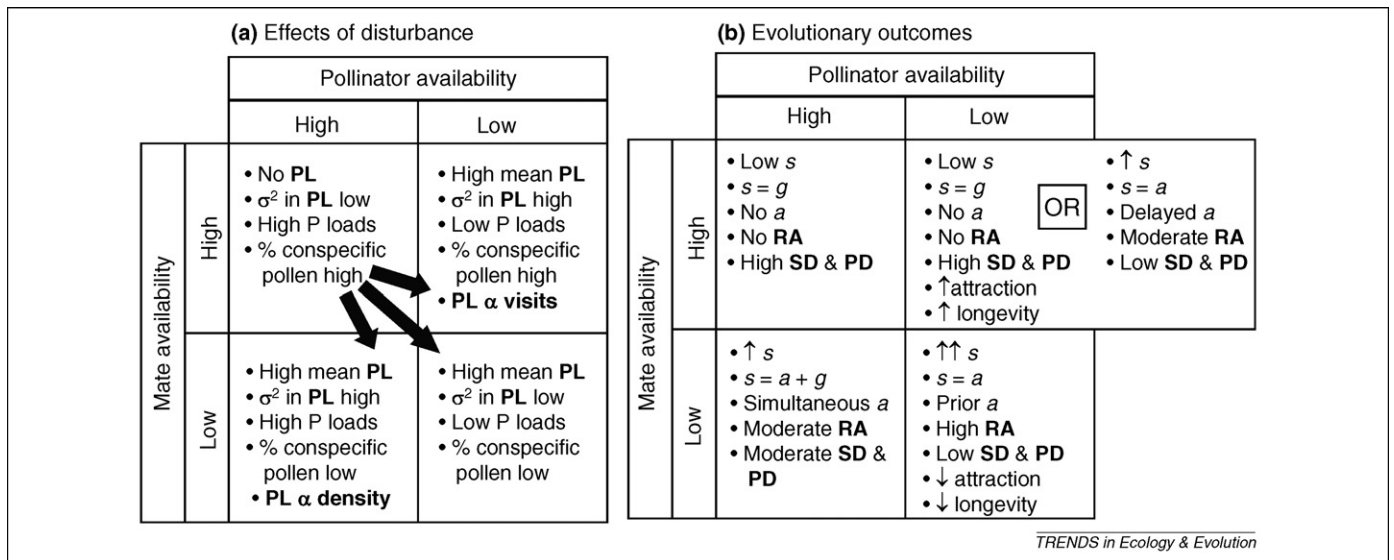 (a) Effects of disturbance
Pollinator availability
High
Low
Mate availability
High
• No PL
• σ² in PL low
• High P loads
• % conspecific
pollen high
• High mean PL
• σ² in PL high
• Low P loads
• % conspecific
pollen high
• PL α visits
Low
• High mean PL
• σ² in PL high
• High P loads
• % conspecific
pollen low
• PL α density
• High mean PL
• σ² in PL low
• Low P loads
• % conspecific
pollen low
(b) Evolutionary outcomes
Pollinator availability
High
Low
Mate availability
High
• Low s
• s = g
• No a
• No RA
• High SD & PD
• Low s
• s = g
• No a
• No RA
• High SD & PD
• ↑attraction
• ↑ longevity
OR
• ↑ s
• s = a
• Delayed a
• Moderate RA
• Low SD & PD
Low
• ↑ s
• s = a + g
• Simultaneous a
• Moderate RA
• Moderate SD &
PD
• ↑↑ s
• s = a
• Prior a
• High RA
• Low SD & PD
• ↓ attraction
• ↓ longevity
TRENDS in Ecology & Evolution